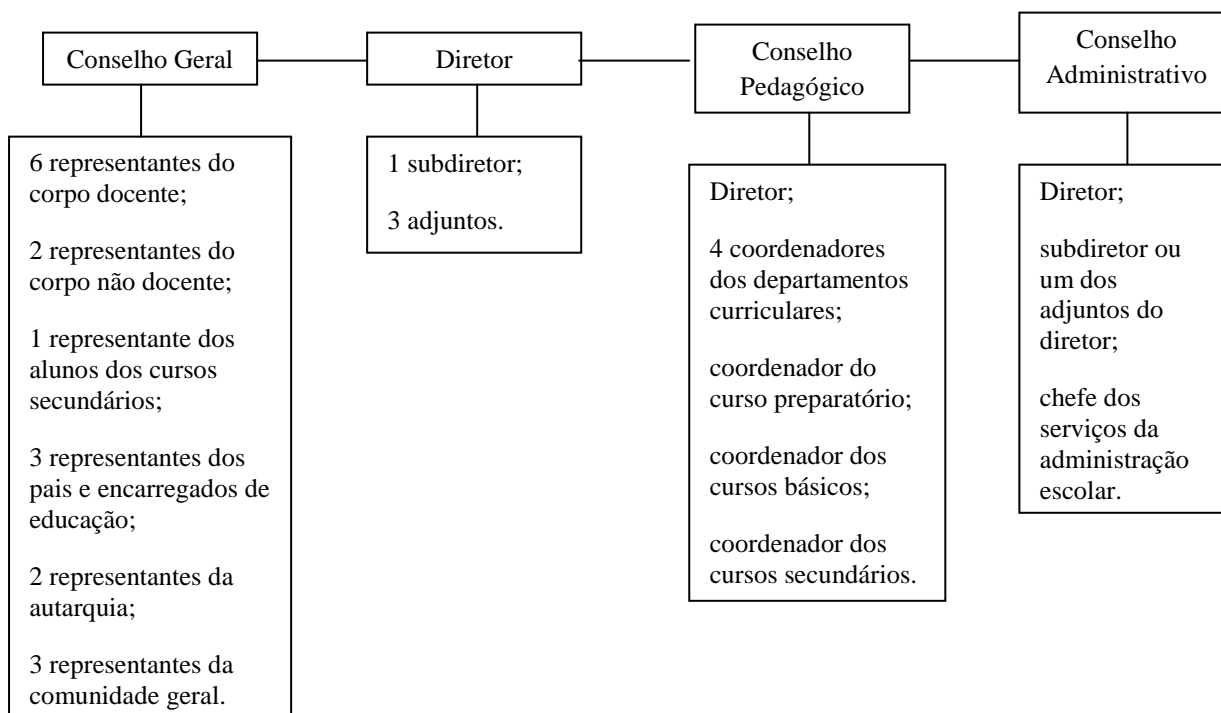 Conselho Geral
Diretor
Conselho
Pedagógico
Conselho
Administrativo
6 representantes do
corpo docente;
2 representantes do
corpo não docente;
1 representante dos
alunos dos cursos
secundários;
3 representantes dos
pais e encarregados de
educação;
2 representantes da
autarquia;
3 representantes da
comunidade geral.
1 subdiretor;
3 adjuntos.
Diretor;
4 coordenadores
dos departamentos
curriculares;
coordenador do
curso preparatório;
coordenador dos
cursos básicos;
coordenador dos
cursos secundários.
Diretor;
subdiretor ou
um dos
adjuntos do
diretor;
chefe dos
serviços da
administração
escolar.